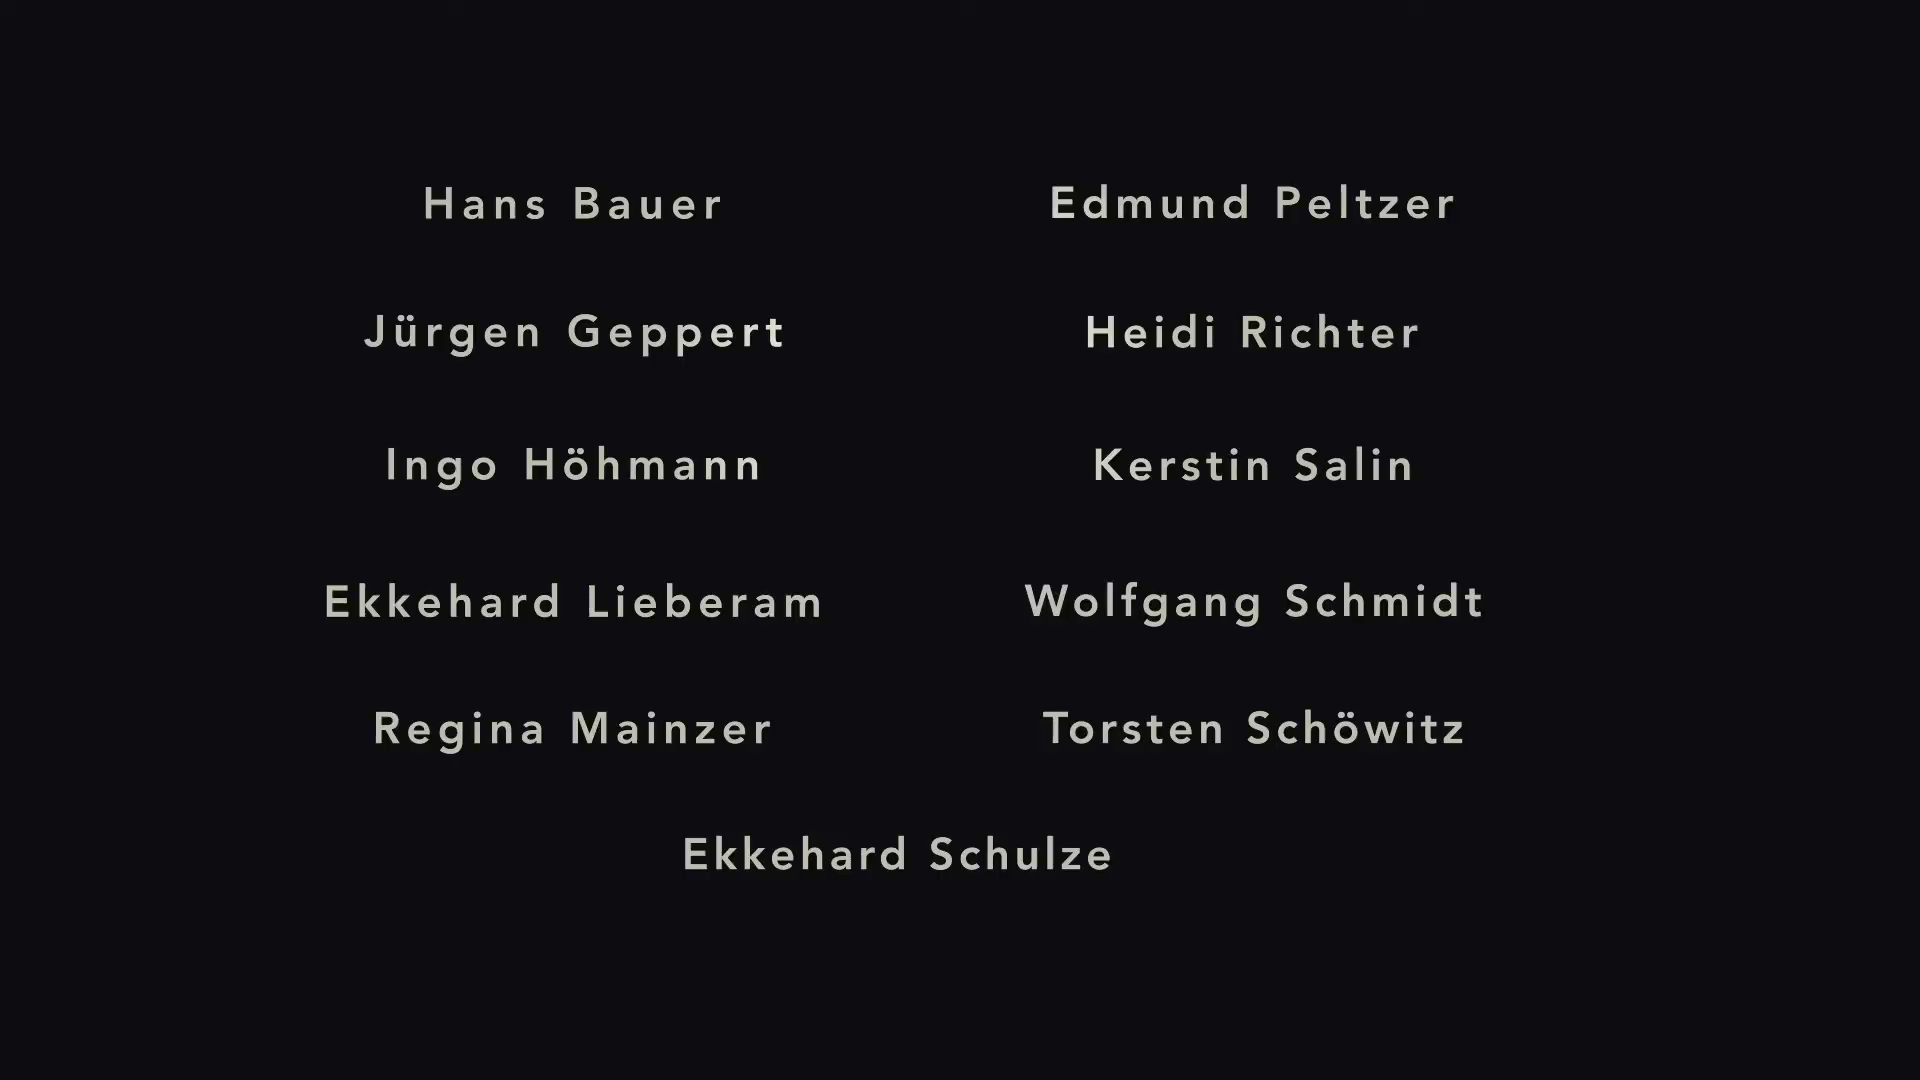 Hans Bauer
Edmund Peltzer
Jürgen Geppert
Heidi Richter
Ingo Höhmann
Kerstin Salin
Ekkehard Lieberam
Wolfgang Schmidt
Regina Mainzer
Torsten Schöwitz
Ekkehard Schulze